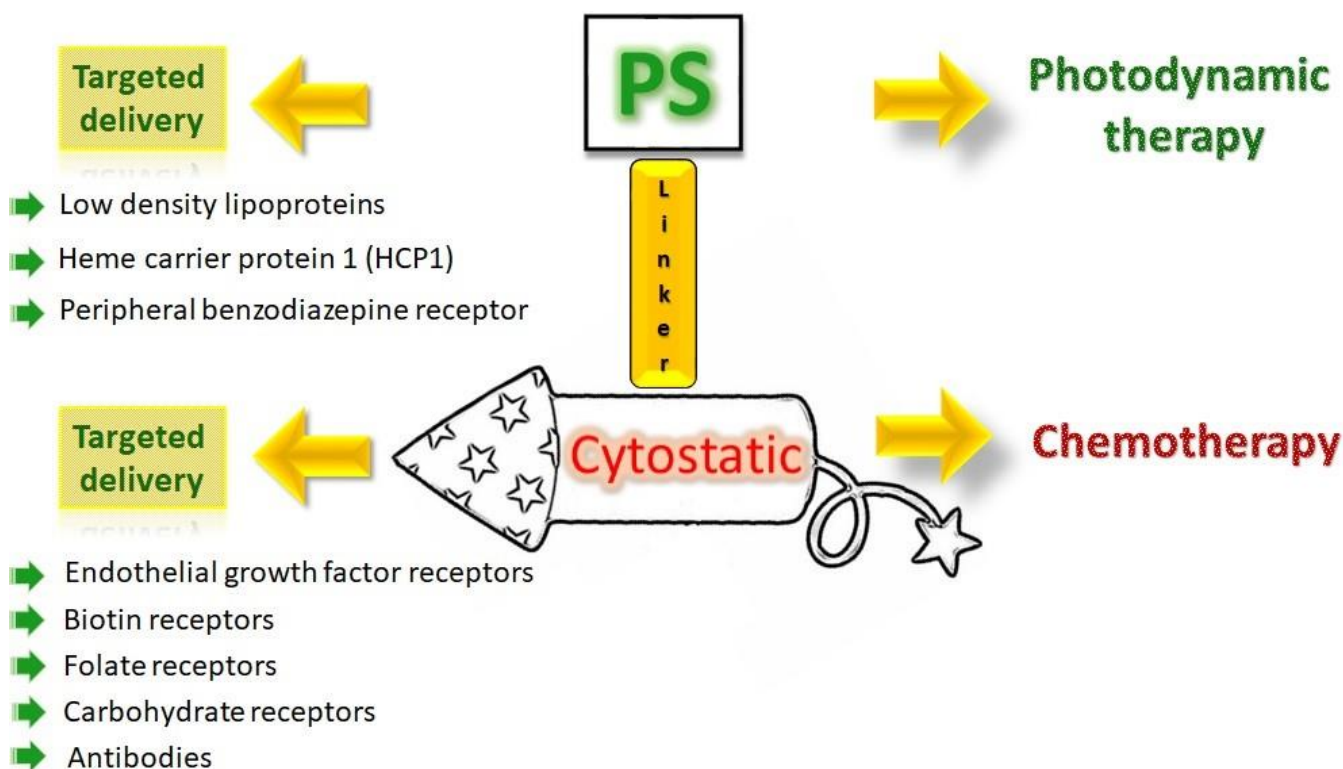 Targeted
delivery
PS
Photodynamic
therapy
Low density lipoproteins
Heme carrier protein 1 (HCP1)
Peripheral benzodiazepine receptor
Linker
Targeted
delivery
Cytostatic
Chemotherapy
Endothelial growth factor receptors
Biotin receptors
Folate receptors
Carbohydrate receptors
Antibodies